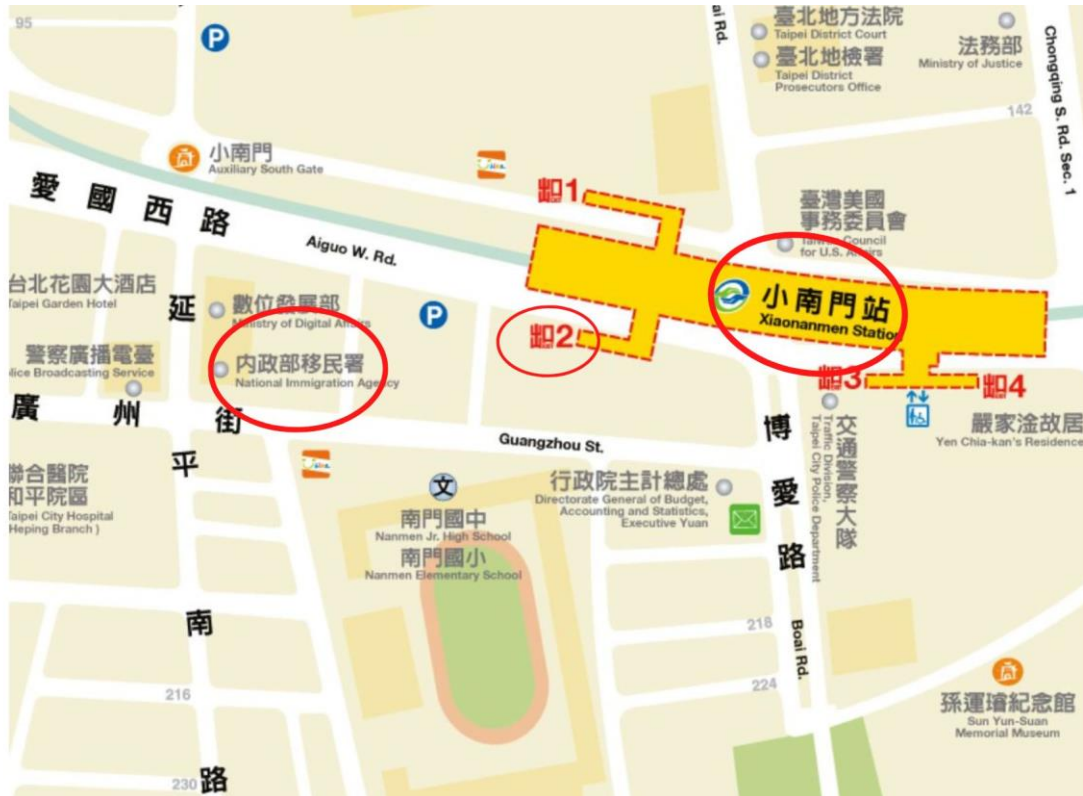 95
P
Boai Rd.
臺北地方法院
Taipei District Court
臺北地檢署
Taipei District
Prosecutors Office
法務部
Ministry of Justice
Chongqing S. Rd. Sec. 1
142
小南門
Auxiliary South Gate
愛國西路
Aiguo W. Rd.
出口1
臺灣美國
事務委員會
Taiwan Council
for U.S. Affairs
小南門站
Xiaonanmen Station
台北花園大酒店
Taipei Garden Hotel
數位發展部
Ministry of Digital Affairs
P
出口2
警察廣播電臺
lice Broadcasting Service
內政部移民署
National Immigration Agency
出口3
出口4
廣州街
Guangzhou St.
嚴家淦故居
Yen Chia-kan's Residence
交通警察大隊
Traffic Division,
Taipei City Police Department
聯合醫院
和平院區
Taipei City Hospital
Heping Branch )
文
南門國中
Nanmen Jr. High School
南門國小
Nanmen Elementary School
行政院主計總處
Directorate General of Budget,
Accounting and Statistics,
Executive Yuan
博愛路
Boai Rd.
延平南路
218
224
216
230
孫運璿紀念館
Sun Yun-Suan
Memorial Museum